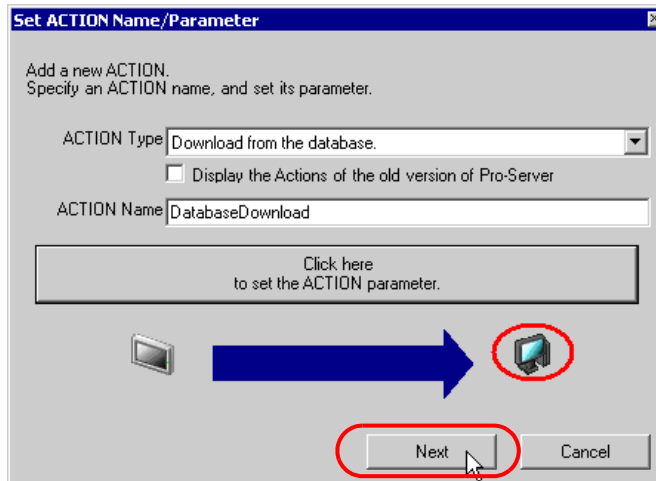 Set ACTION Name/Parameter
Add a new ACTION.
Specify an ACTION name, and set its parameter.
ACTION Type Download from the database.
Display the Actions of the old version of Pro-Server
ACTION Name DatabaseDownload
Click here
to set the ACTION parameter.
Next Cancel